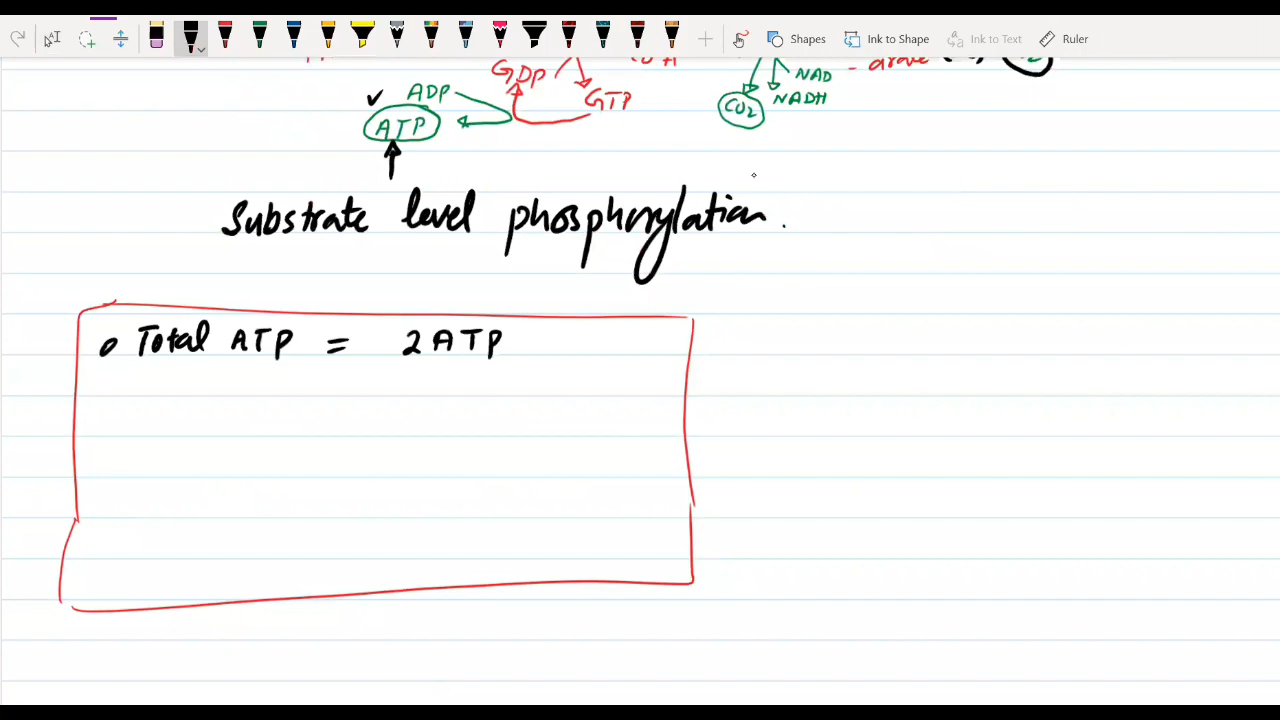 Shapes Ink to Shape Ink to Text Ruler
GDP NAD
ADP GTP CO2 NADH
ATP
Substrate level phosphorylation.
Total ATP = 2 ATP